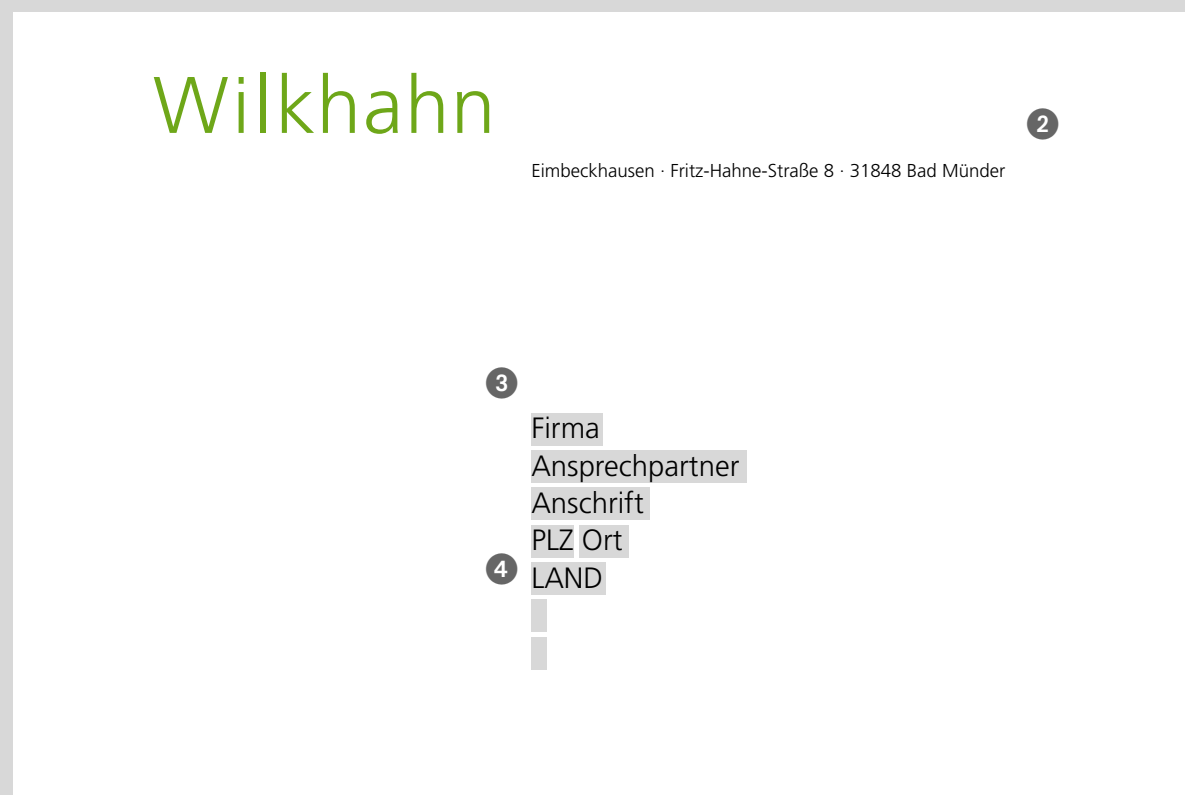 Wilkhahn
2
Eimbeckhausen · Fritz-Hahne-Straße 8 · 31848 Bad Münder
3
Firma
Ansprechpartner
Anschrift
PLZ Ort
4
LAND